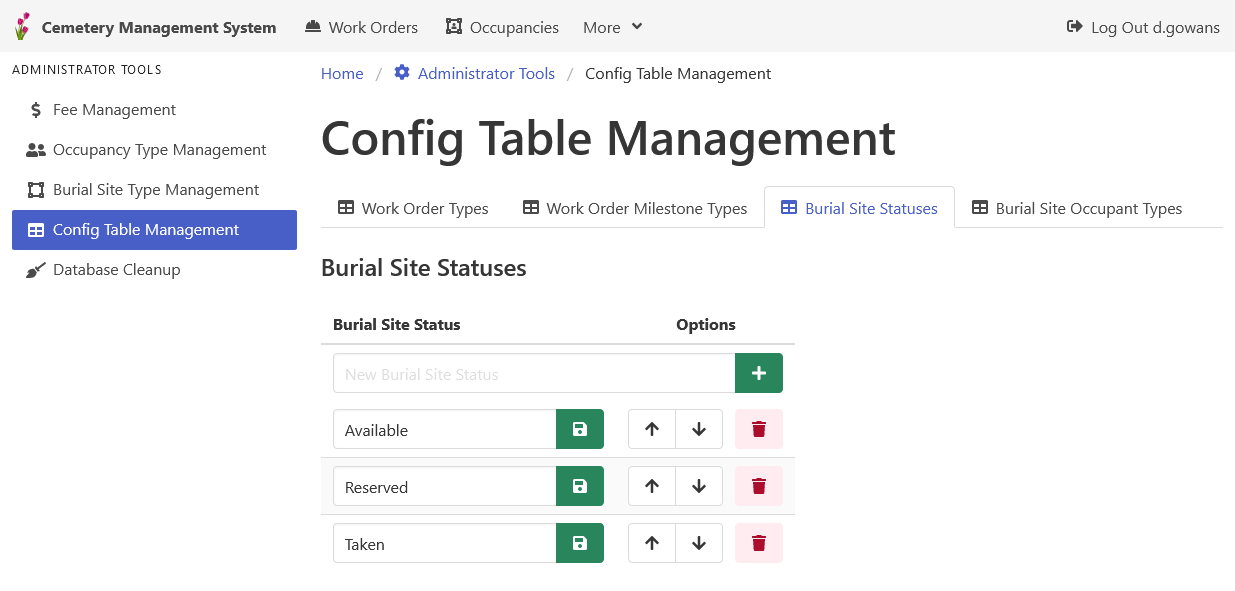 Cemetery Management System Work Orders Occupancies More Log Out d.gowans
ADMINISTRATOR TOOLS
Fee Management
Occupancy Type Management
Burial Site Type Management
Config Table Management
Database Cleanup
Home / Administrator Tools / Config Table Management
Config Table Management
Work Order Types Work Order Milestone Types Burial Site Statuses Burial Site Occupant Types
Burial Site Statuses
Burial Site Status Options
New Burial Site Status
Available
Reserved
Taken